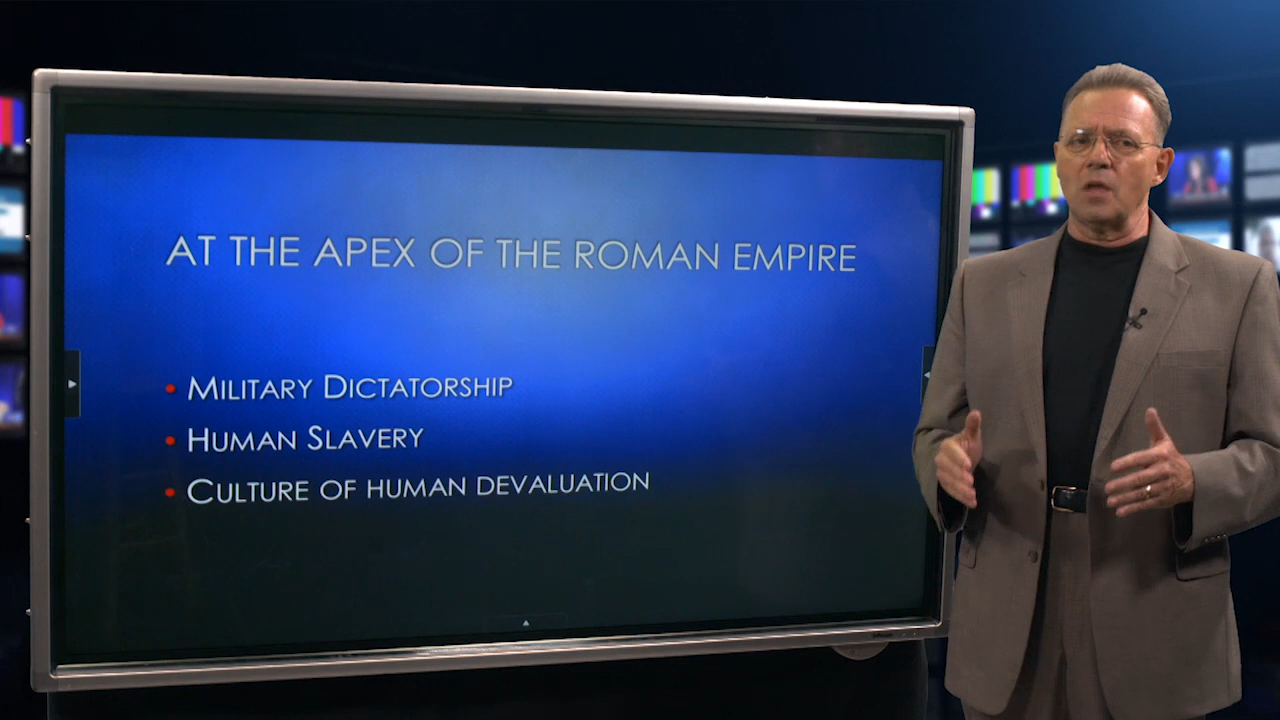 AT THE APEX OF THE ROMAN EMPIRE
• MILITARY DICTATORSHIP
• HUMAN SLAVERY
• CULTURE OF HUMAN DEVALUATION